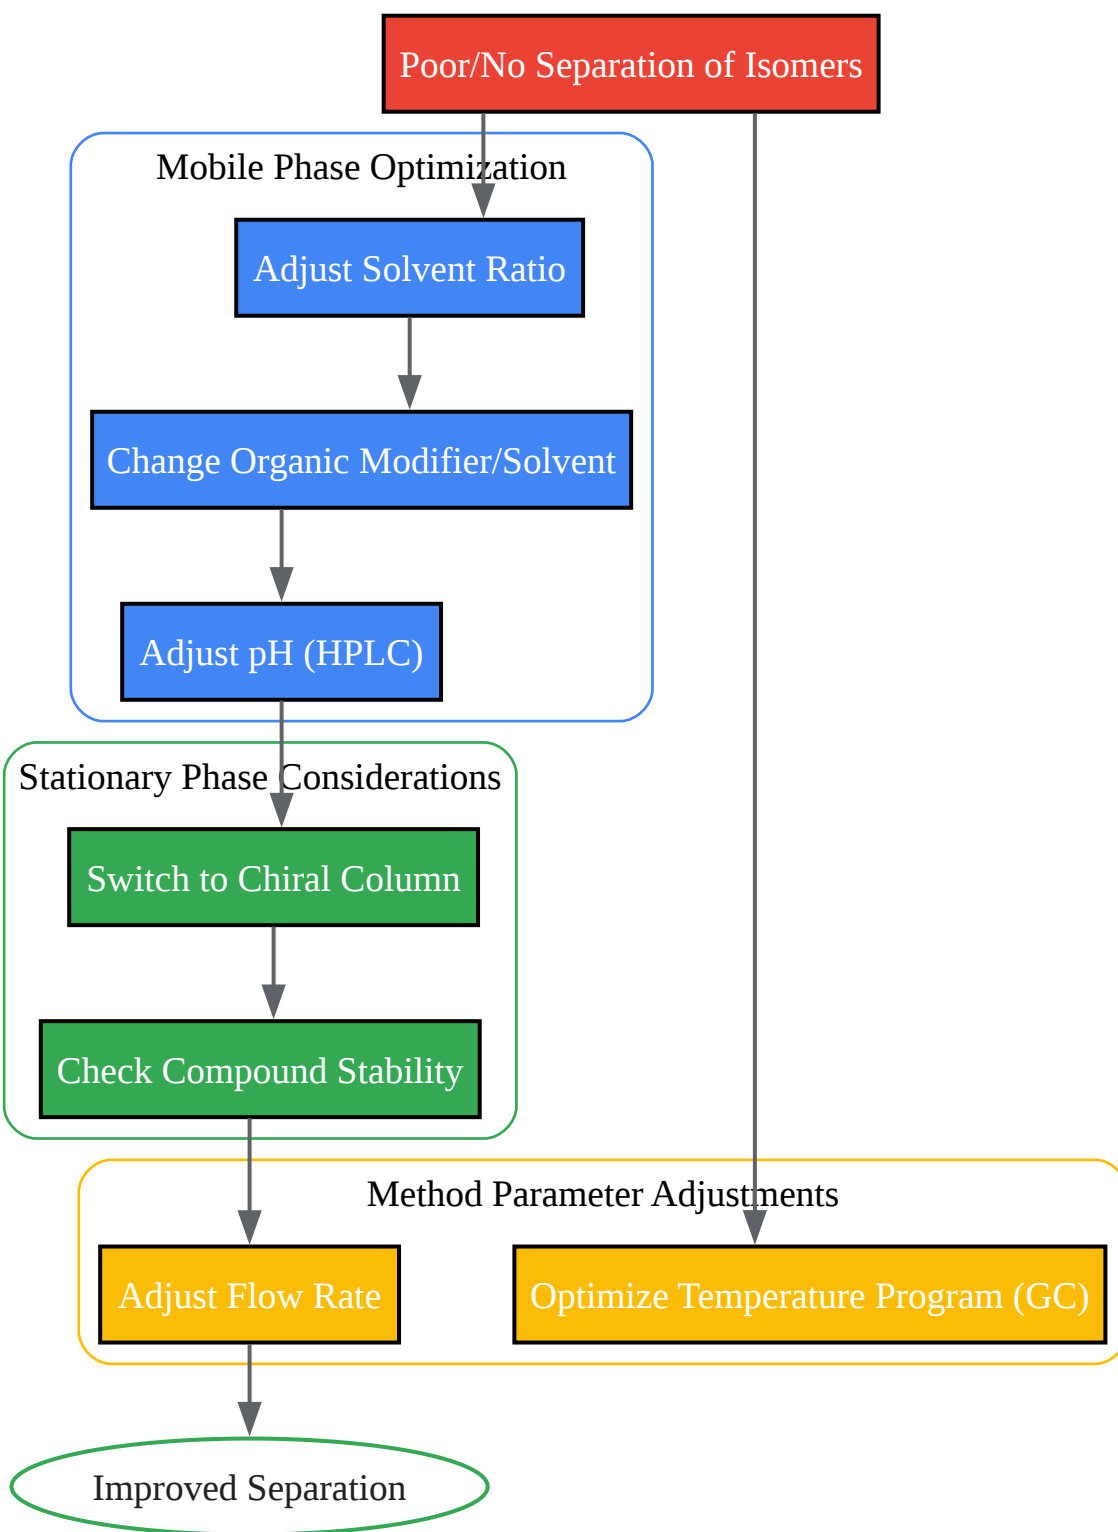 Poor/No Separation of Isomers
Mobile Phase Optimization
Adjust Solvent Ratio
Change Organic Modifier/Solvent
Adjust pH (HPLC)
Stationary Phase Considerations
Switch to Chiral Column
Check Compound Stability
Method Parameter Adjustments
Adjust Flow Rate
Optimize Temperature Program (GC)
Improved Separation